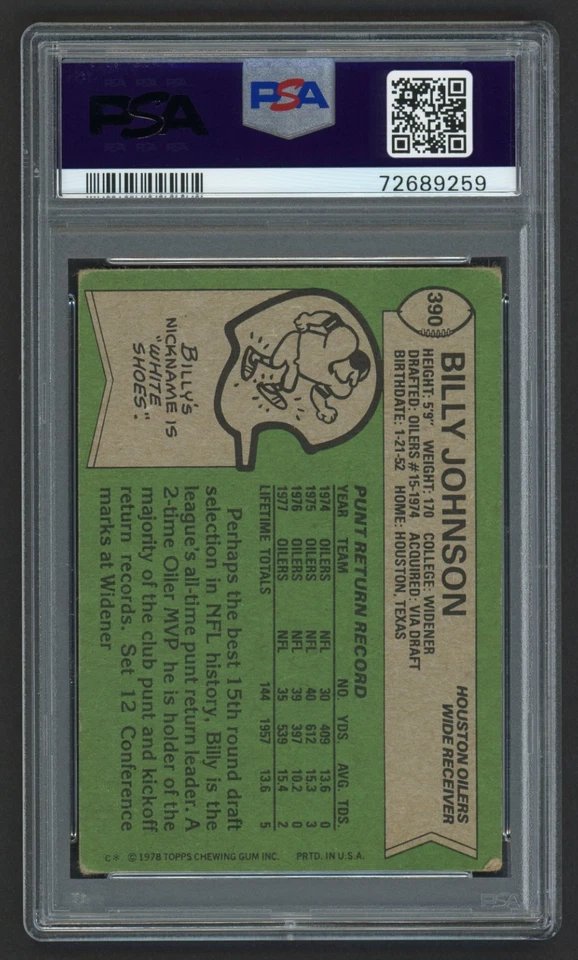 PSA
PSA
72689259
390
BILLY JOHNSON
HOUSTON OILERS
WIDE RECEIVER
HEIGHT: 5'9" WEIGHT: 170 COLLEGE: WIDENER
DRAFTED: OILERS #15-1974 ACQUIRED: VIA DRAFT
BIRTHDATE: 1-21-52 HOME: HOUSTON, TEXAS
BILLY'S
NICKNAME IS
"WHITE
SHOES."
PUNT RETURN RECORD
YEAR TEAM NO. YDS. AVG. TDS.
1974 OILERS NFL 30 409 13.6 0
1975 OILERS NFL 40 612 15.3 3
1976 OILERS NFL 39 397 10.2 0
1977 OILERS NFL 35 539 15.4 2
LIFETIME TOTALS 144 1957 13.6 5
Perhaps the best 15th round draft
selection in NFL history, Billy is the
league's all-time punt return leader. A
2-time Oiler MVP, he is holder of the
majority of the club punt and kickoff
return records. Set 12 Conference
marks at Widener
C* © 1978 TOPPS CHEWING GUM INC. PRTD. IN U.S.A.
PSA